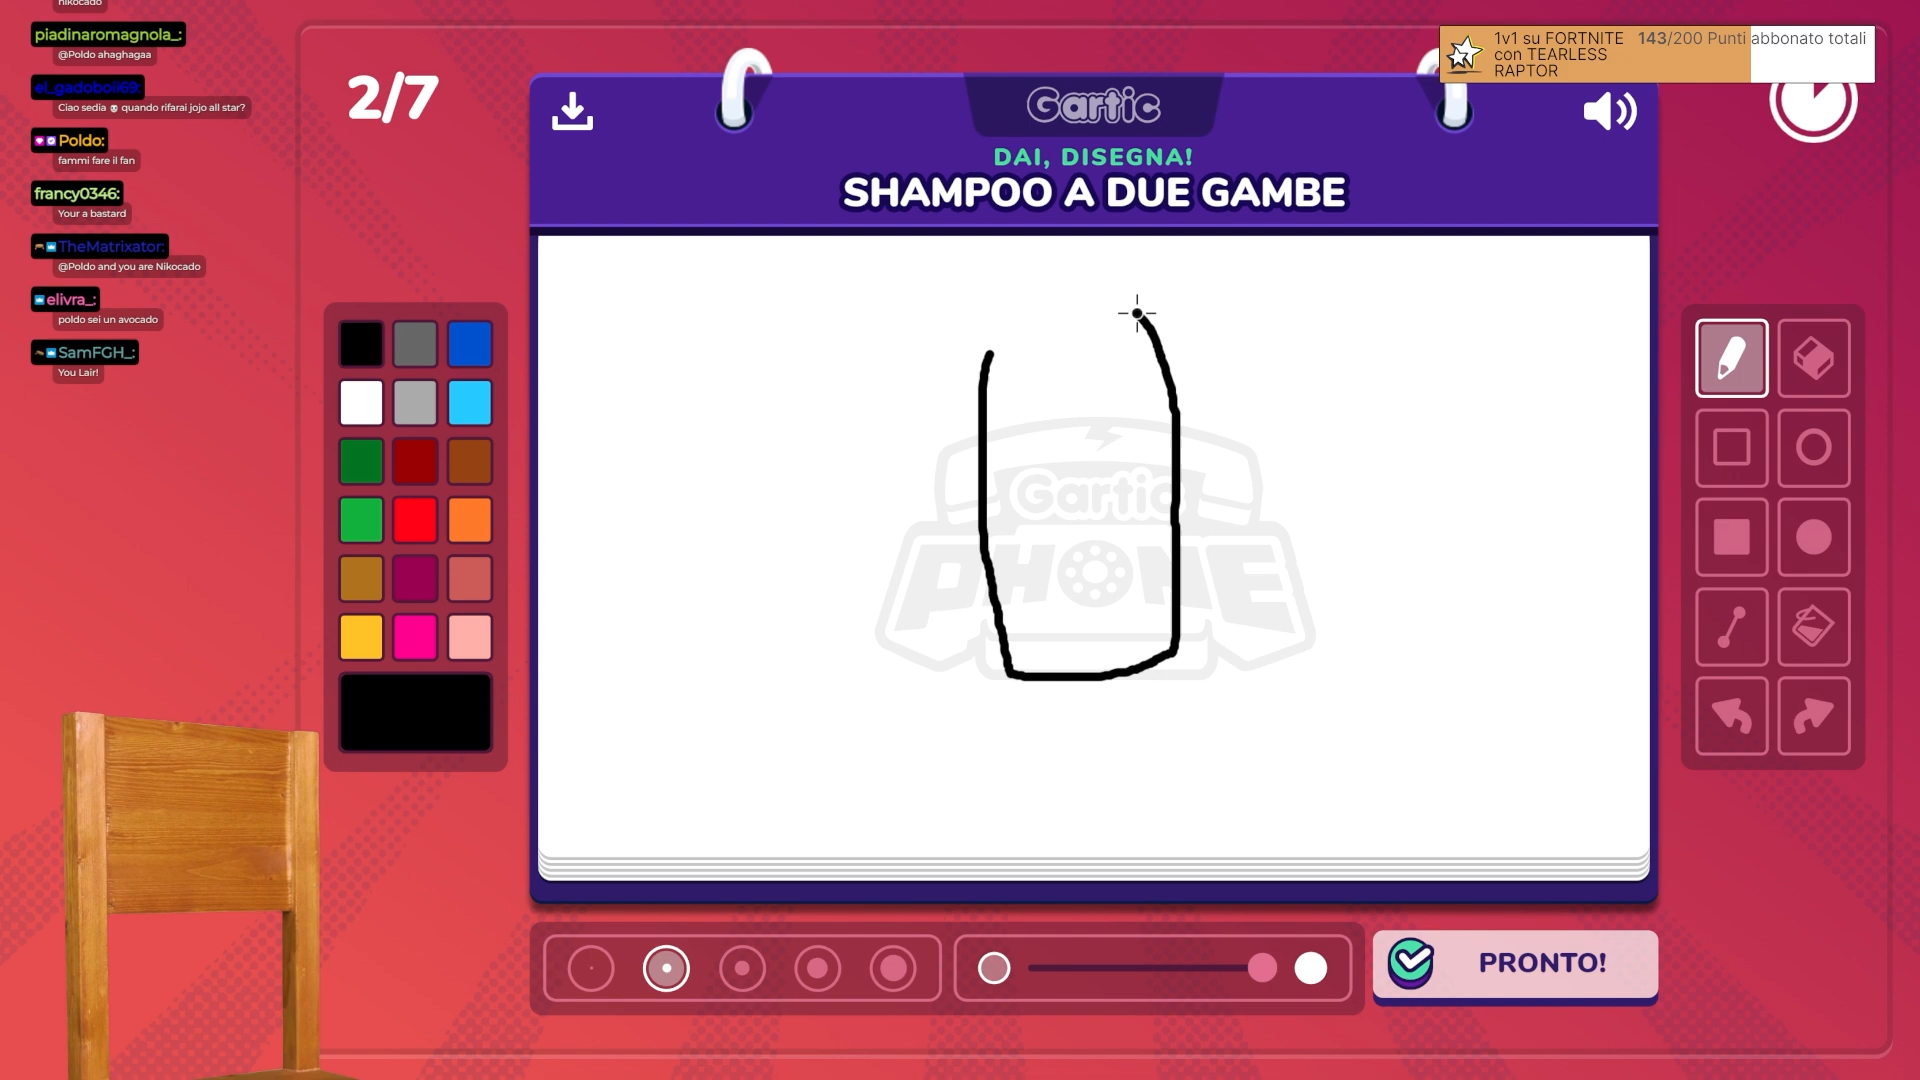 nikocado
piadinaromagnola_:
@Poldo ahaghagaa
el_gadoboii69:
Ciao sedia quando rifarai jojo all star?
Poldo:
fammi fare il fan
francy0346:
Your a bastard
TheMatrixator:
@Poldo and you are Nikocado
elivra_:
poldo sei un avocado
SamFGH_:
You Lair!
2/7
Gartic
DAI, DISEGNA!
SHAMPOO A DUE GAMBE
1v1 su FORTNITE
con TEARLESS
RAPTOR
143/200 Punti abbonato totali
Gartic
PHONE
PRONTO!